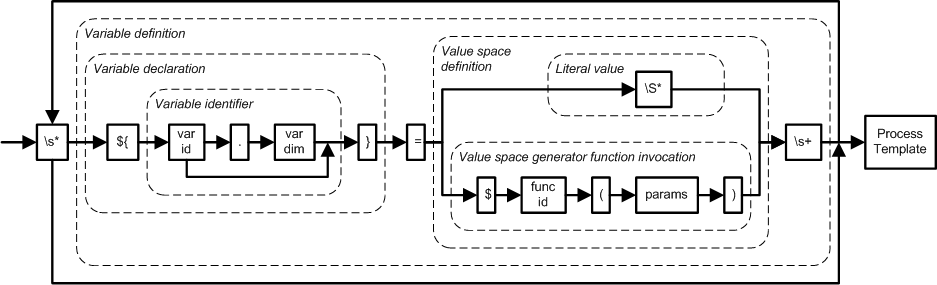 Variable definition
Variable declaration
Variable identifier
Value space
definition
Literal value
\S*
\s*
${
var
id
.
var
dim
}
=
\s+
Process
Template
Value space generator function invocation
$
func
id
(
params
)